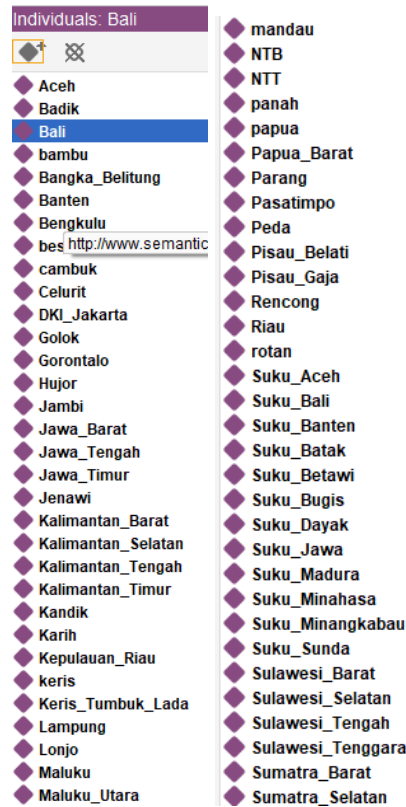 Individuals: Bali
Aceh
Badik
Bali
bambu
Bangka_Belitung
Banten
Bengkulu
bes
http://www.semantic
cambuk
Celurit
DKI_Jakarta
Golok
Gorontalo
Hujor
Jambi
Jawa_Barat
Jawa_Tengah
Jawa_Timur
Jenawi
Kalimantan_Barat
Kalimantan_Selatan
Kalimantan_Tengah
Kalimantan_Timur
Kandik
Karih
Kepulauan_Riau
keris
Keris_Tumbuk_Lada
Lampung
Lonjo
Maluku
Maluku_Utara
mandau
NTB
NTT
panah
papua
Papua_Barat
Parang
Pasatimpo
Peda
Pisau_Belati
Pisau_Gaja
Rencong
Riau
rotan
Suku_Aceh
Suku_Bali
Suku_Banten
Suku_Batak
Suku_Betawi
Suku_Bugis
Suku_Dayak
Suku_Jawa
Suku_Madura
Suku_Minahasa
Suku_Minangkabau
Suku_Sunda
Sulawesi_Barat
Sulawesi_Selatan
Sulawesi_Tengah
Sulawesi_Tenggara
Sumatra_Barat
Sumatra_Selatan